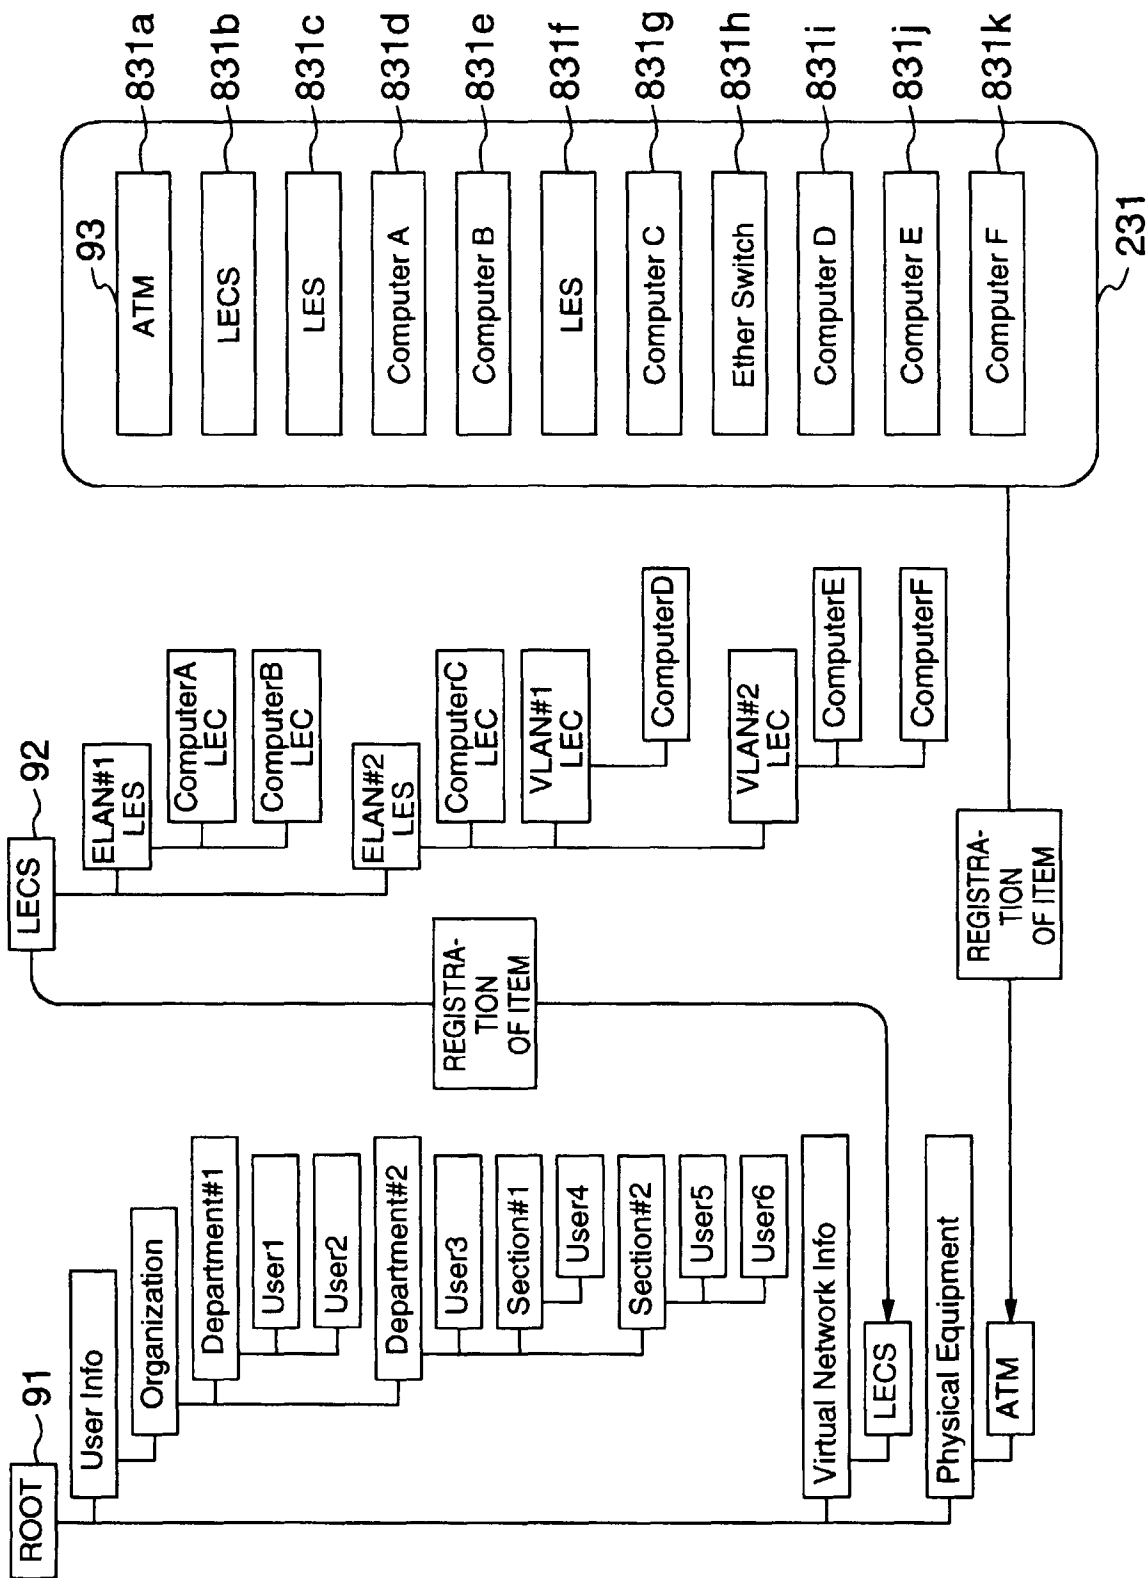 ROOT
91
User Info
Organization
Department#1
User1
User2
Department#2
User3
Section#1
User4
Section#2
User5
User6
Virtual Network Info
LECS
Physical Equipment
ATM
REGISTRA-
TION
OF ITEM
REGISTRA-
TION
OF ITEM
LECS
92
ELAN#1
LES
ComputerA
LEC
ComputerB
LEC
ELAN#2
LES
ComputerC
LEC
VLAN#1
LEC
ComputerD
VLAN#2
LEC
ComputerE
ComputerF
93
ATM
831a
LECS
831b
LES
831c
Computer A
831d
Computer B
831e
LES
831f
Computer C
831g
Ether Switch
831h
Computer D
831i
Computer E
831j
Computer F
831k
231